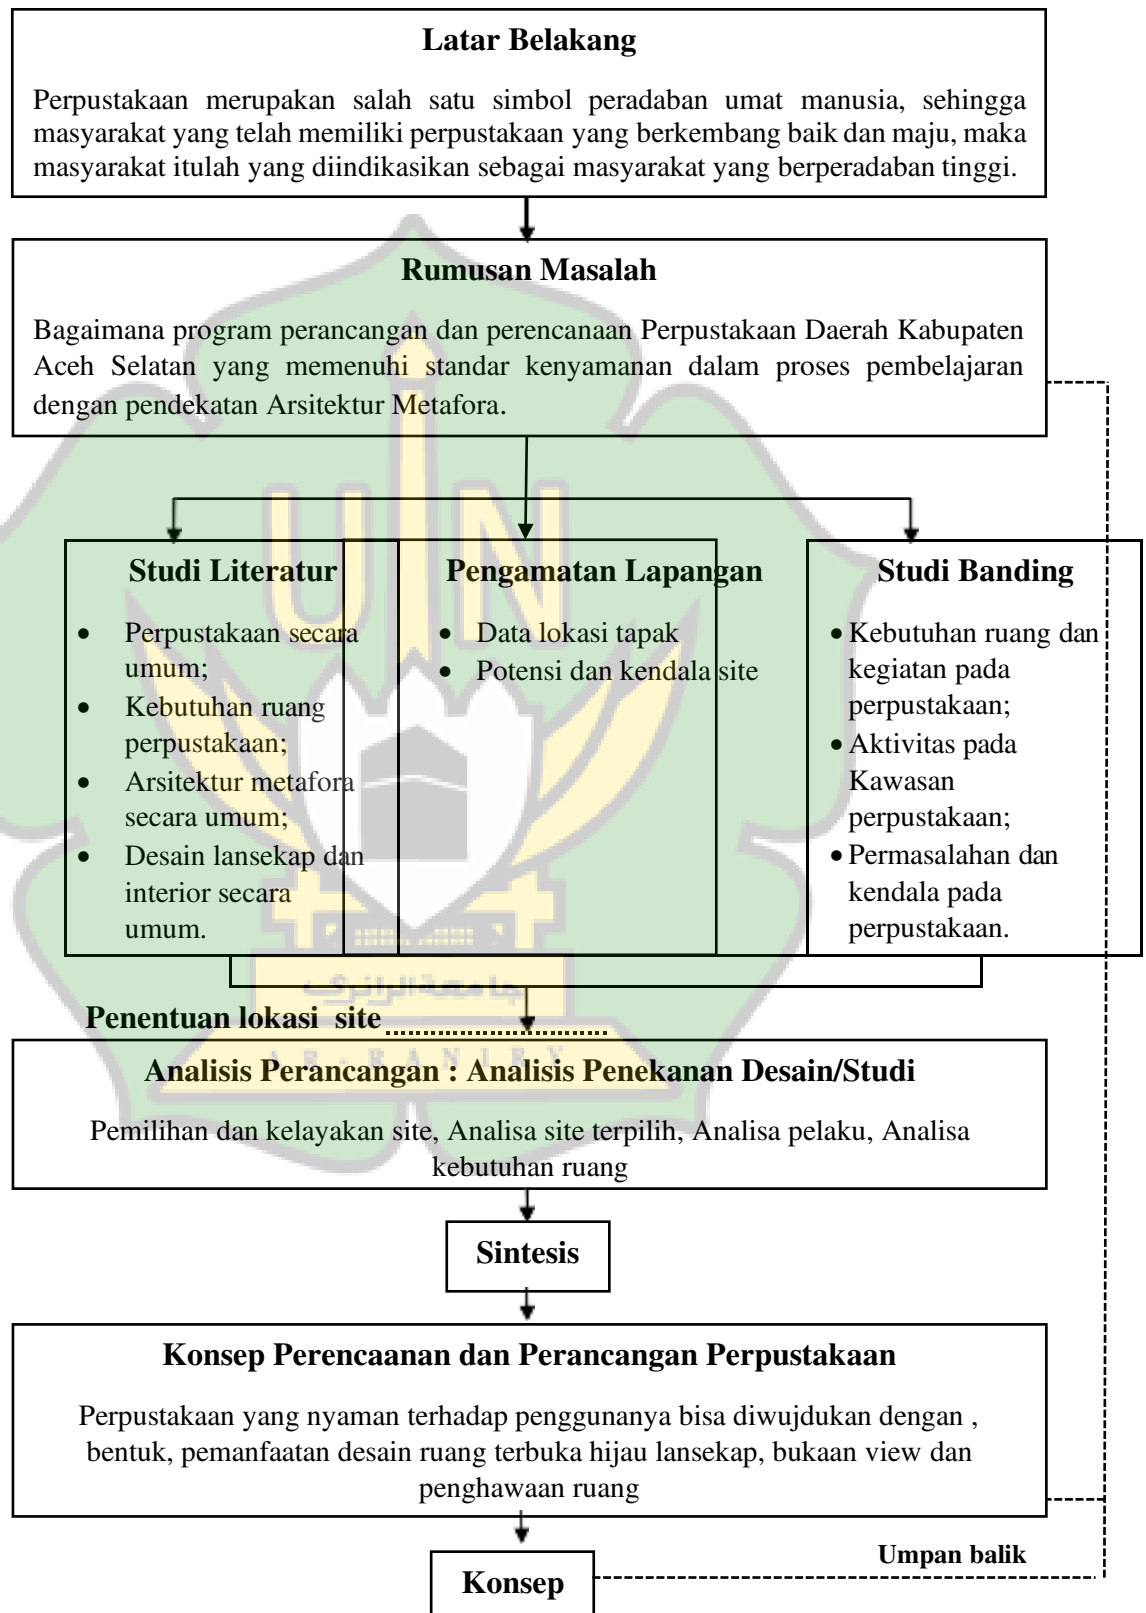 Latar Belakang
Perpustakaan merupakan salah satu simbol peradaban umat manusia, sehingga
masyarakat yang telah memiliki perpustakaan yang berkembang baik dan maju, maka
masyarakat itulah yang diindikasikan sebagai masyarakat yang berperadaban tinggi.
Rumusan Masalah
Bagaimana program perancangan dan perencanaan Perpustakaan Daerah Kabupaten
Aceh Selatan yang memenuhi standar kenyamanan dalam proses pembelajaran
dengan pendekatan Arsitektur Metafora.
UIN
Studi Literatur
• Perpustakaan secara
umum;
• Kebutuhan ruang
perpustakaan;
• Arsitektur metafora
secara umum;
• Desain lansekap dan
interior secara
umum.
Pengamatan Lapangan
• Data lokasi tapak
• Potensi dan kendala site
Studi Banding
• Kebutuhan ruang dan
kegiatan pada
perpustakaan;
• Aktivitas pada
Kawasan
perpustakaan;
• Permasalahan dan
kendala pada
perpustakaan.
جامعة الرانري
Penentuan lokasi site
AR-RANIRY
Analisis Perancangan : Analisis Penekanan Desain/Studi
Pemilihan dan kelayakan site, Analisa site terpilih, Analisa pelaku, Analisa
kebutuhan ruang
Sintesis
Konsep Perencaanan dan Perancangan Perpustakaan
Perpustakaan yang nyaman terhadap penggunanya bisa diwujdukan dengan ,
bentuk, pemanfaatan desain ruang terbuka hijau lansekap, bukaan view dan
penghawaan ruang
Umpan balik
Konsep